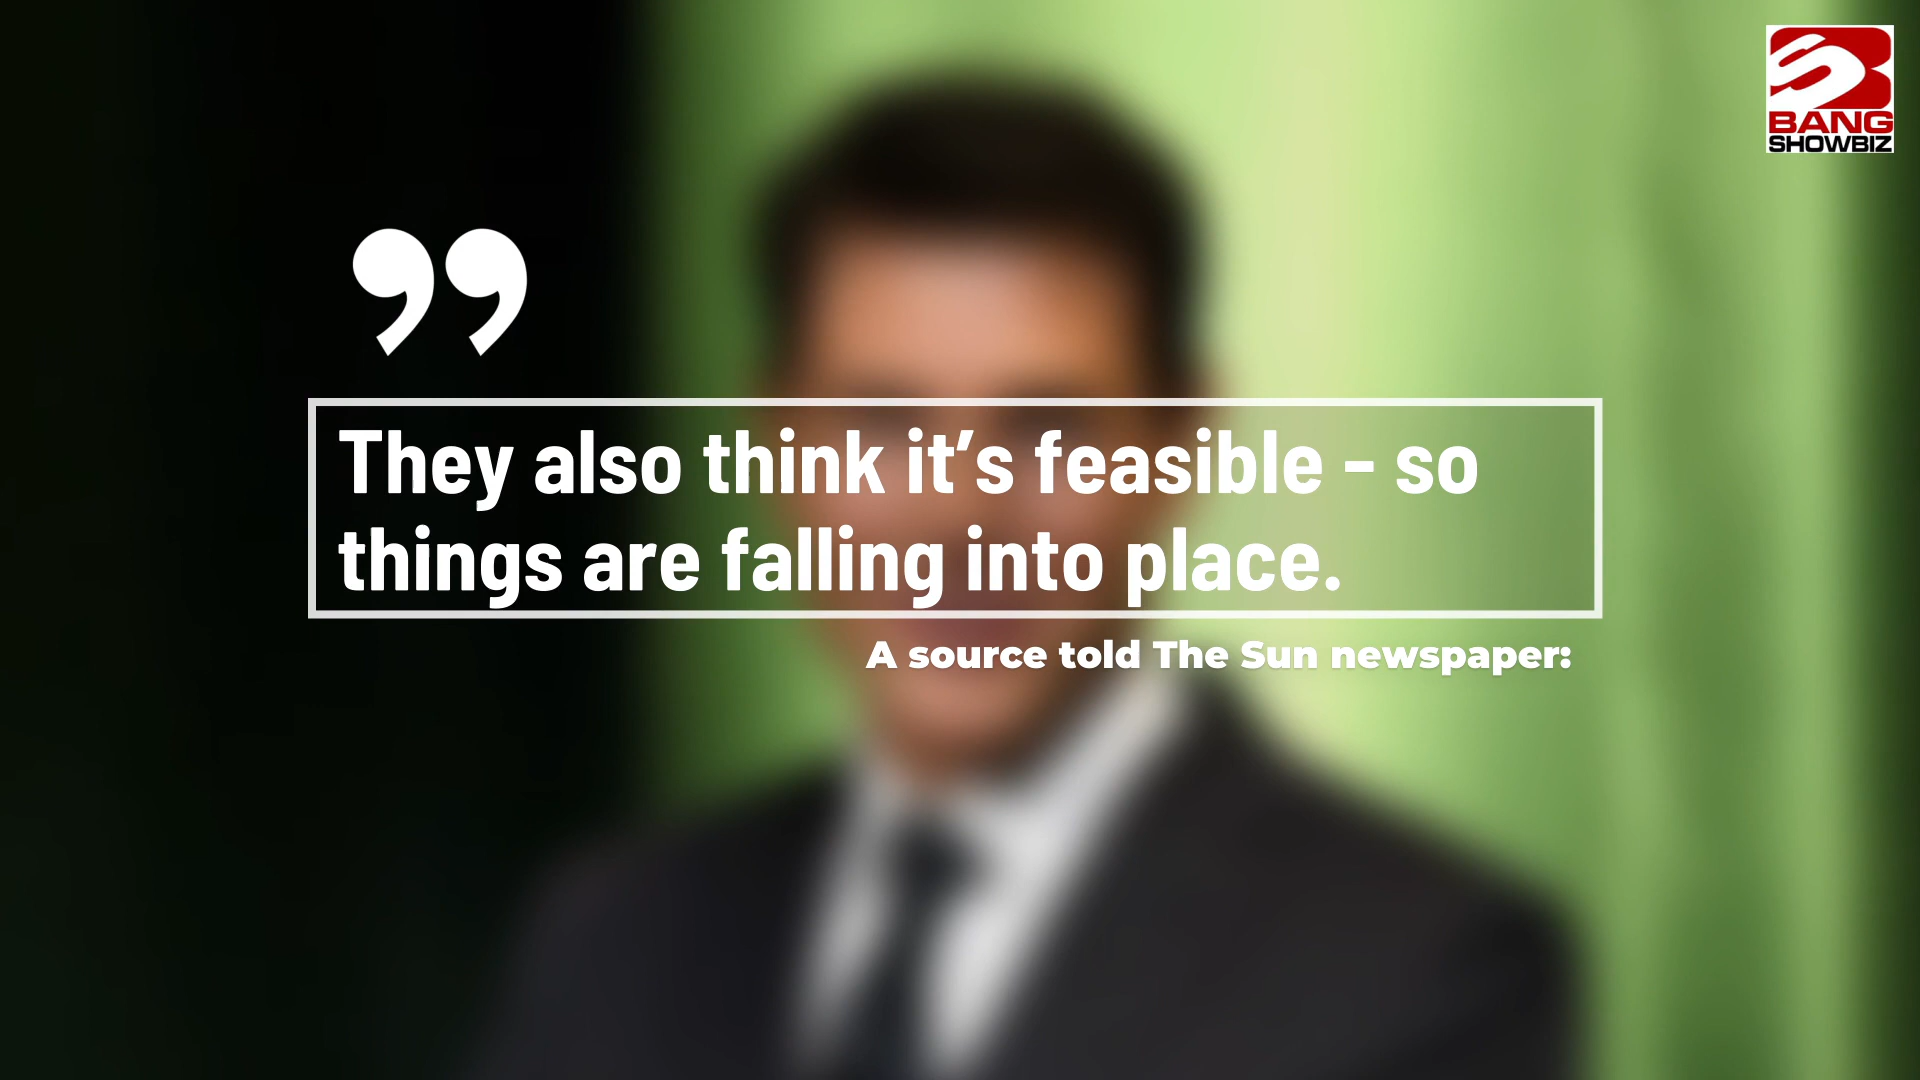 BANG
SHOWBIZ
”
They also think it’s feasible - so
things are falling into place.
A source told The Sun newspaper: